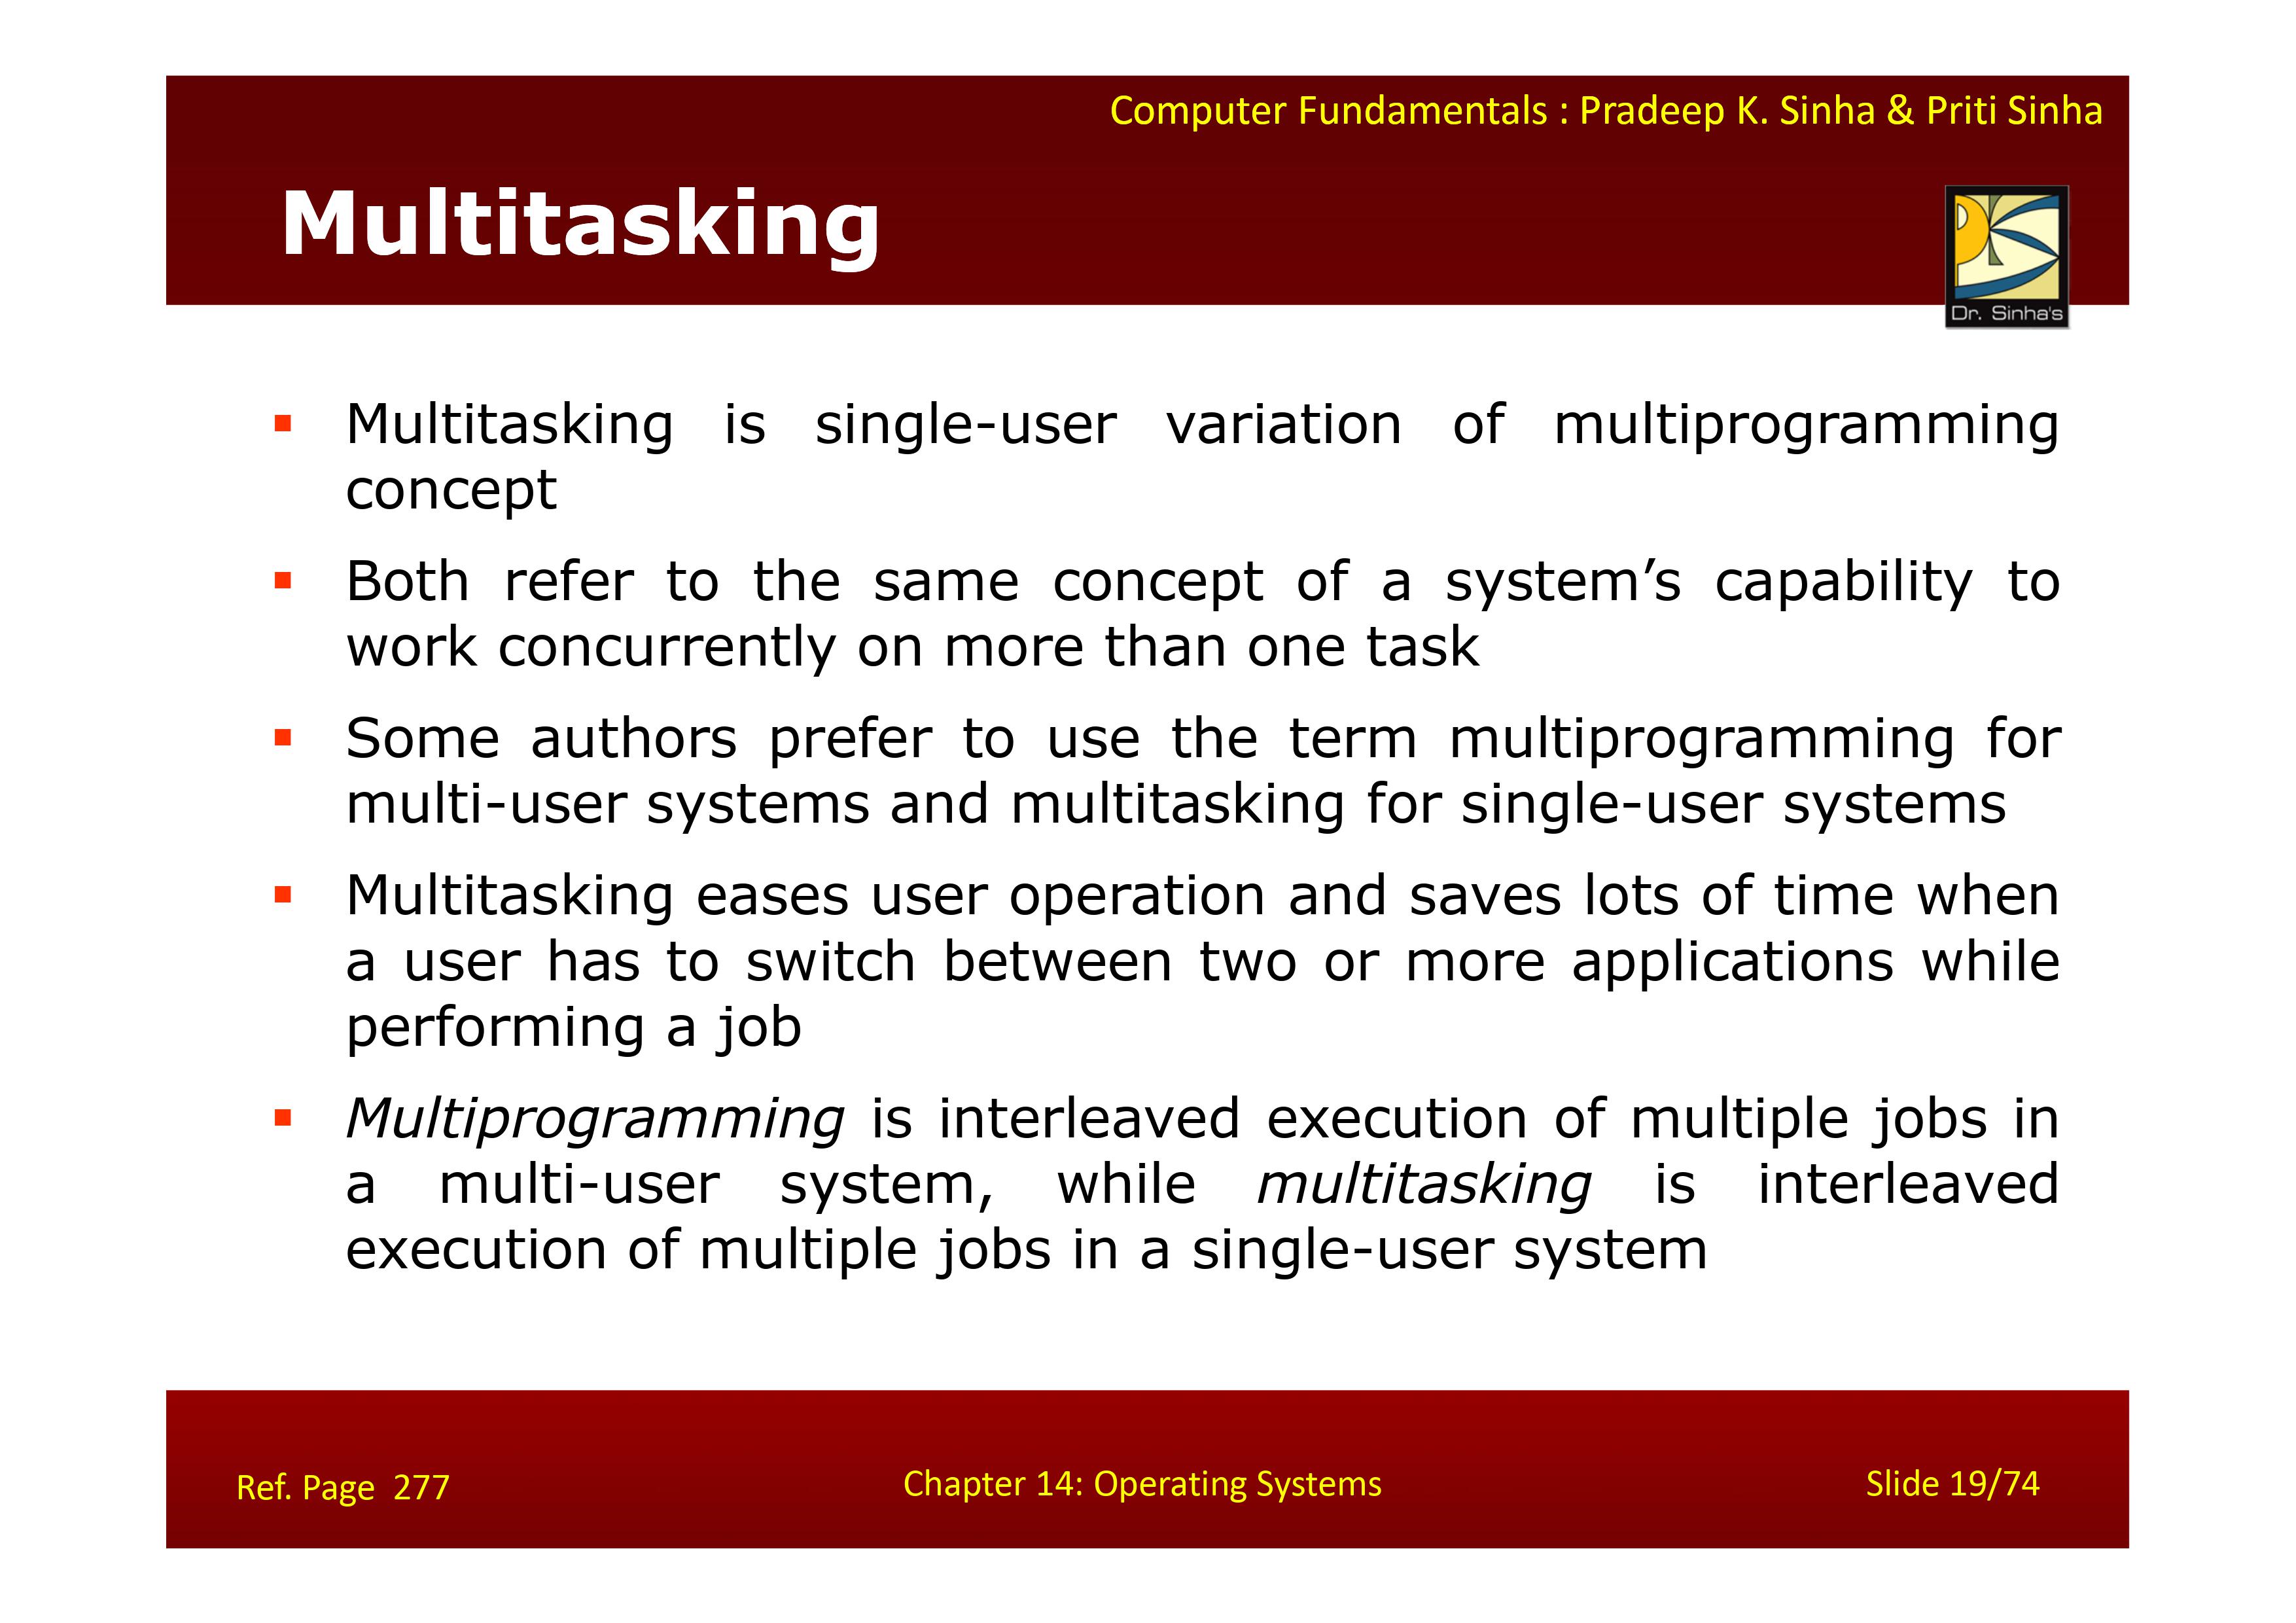 Computer Fundamentals : Pradeep K. Sinha & Priti Sinha
Multitasking
Dr. Sinha's
Multitasking is single-user variation of multiprogramming
concept
Both refer to the same concept of a system’s capability to
work concurrently on more than one task
Some authors prefer to use the term multiprogramming for
multi-user systems and multitasking for single-user systems
Multitasking eases user operation and saves lots of time when
a user has to switch between two or more applications while
performing a job
Multiprogramming is interleaved execution of multiple jobs in
a multi-user system, while multitasking is interleaved
execution of multiple jobs in a single-user system
Ref. Page 277
Chapter 14: Operating Systems
Slide 19/74